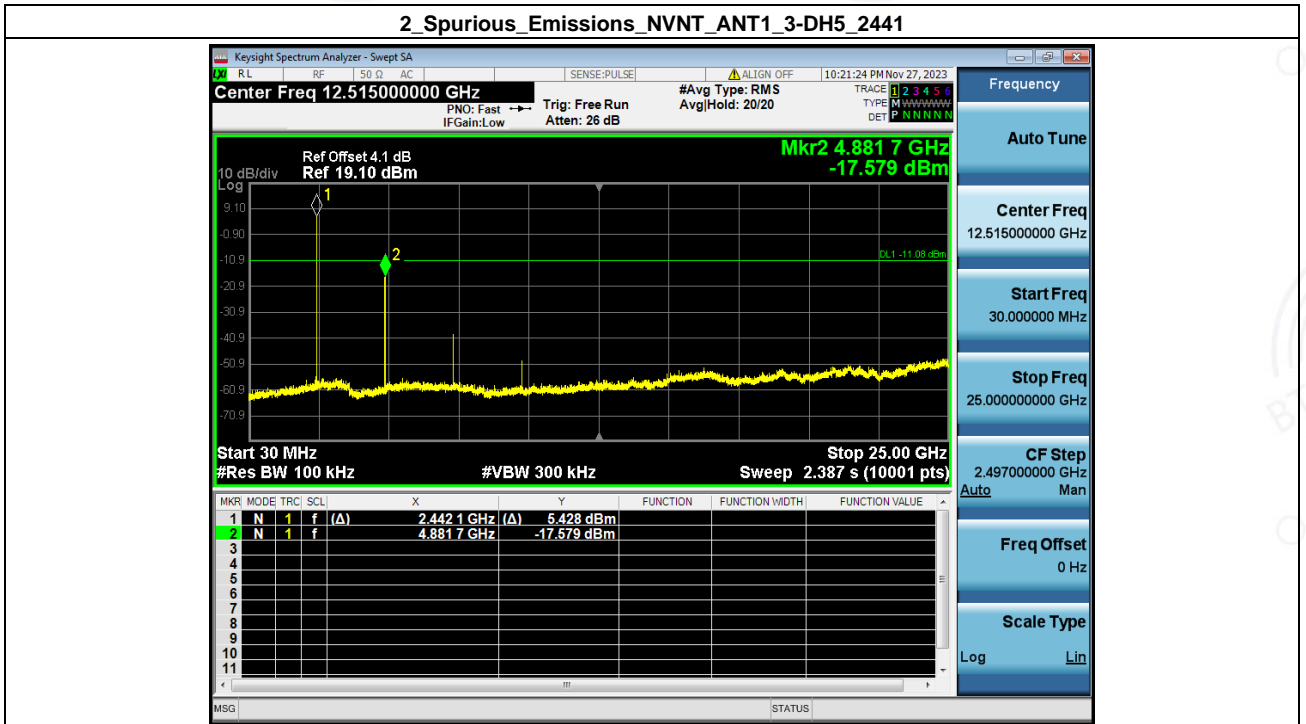 2_Spurious_Emissions_NVNT_ANT1_3-DH5_2441
Keysight Spectrum Analyzer - Swept SA
LXI RL RF 50 Ω AC SENSE:PULSE ALIGN OFF 10:21:24 PM Nov 27, 2023
Center Freq 12.515000000 GHz
PNO: Fast
IFGain:Low
Trig: Free Run
Atten: 26 dB
#Avg Type: RMS
Avg|Hold: 20/20
TRACE 1 2 3 4 5 6
TYPE M WWWWW
DET P N N N N N
Mkr2 4.881 7 GHz
-17.579 dBm
Ref Offset 4.1 dB
10 dB/div Ref 19.10 dBm
Log
1
9.10
-0.90
2
-10.9
DL1 -11.08 dBm
-20.9
-30.9
-40.9
-50.9
-60.9
-70.9
Start 30 MHz Stop 25.00 GHz
#Res BW 100 kHz #VBW 300 kHz Sweep 2.387 s (10001 pts)
MKR MODE TRC SCL X Y FUNCTION FUNCTION WIDTH FUNCTION VALUE
1 N 1 f (Δ) 2.442 1 GHz (Δ) 5.428 dBm
2 N 1 f 4.881 7 GHz -17.579 dBm
3
4
5
6
7
8
9
10
11
MSG STATUS
Frequency
Auto Tune
Center Freq
12.515000000 GHz
Start Freq
30.000000 MHz
Stop Freq
25.000000000 GHz
CF Step
2.497000000 GHz
Auto Man
Freq Offset
0 Hz
Scale Type
Log Lin